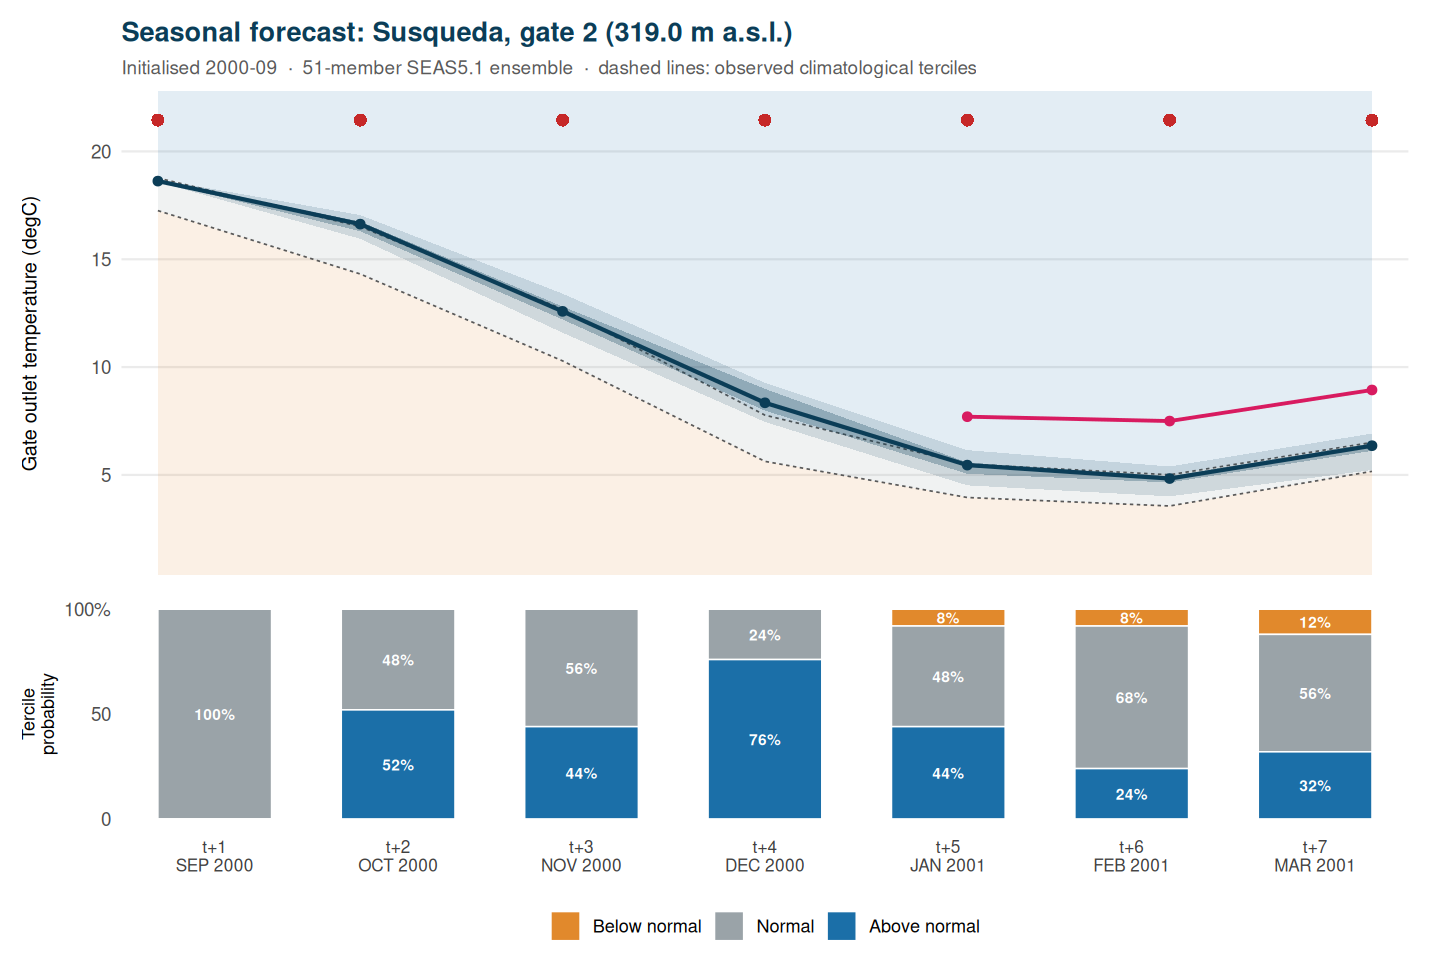 Seasonal forecast: Susqueda, gate 2 (319.0 m a.s.l.)
Initialised 2000-09 · 51-member SEAS5.1 ensemble · dashed lines: observed climatological terciles
Gate outlet temperature (degC)
20
15
10
5
Tercile
probability
100%
50
0
100%
48%
52%
56%
44%
24%
76%
8%
48%
44%
8%
68%
24%
12%
56%
32%
t+1
SEP 2000
t+2
OCT 2000
t+3
NOV 2000
t+4
DEC 2000
t+5
JAN 2001
t+6
FEB 2001
t+7
MAR 2001
Below normal
Normal
Above normal